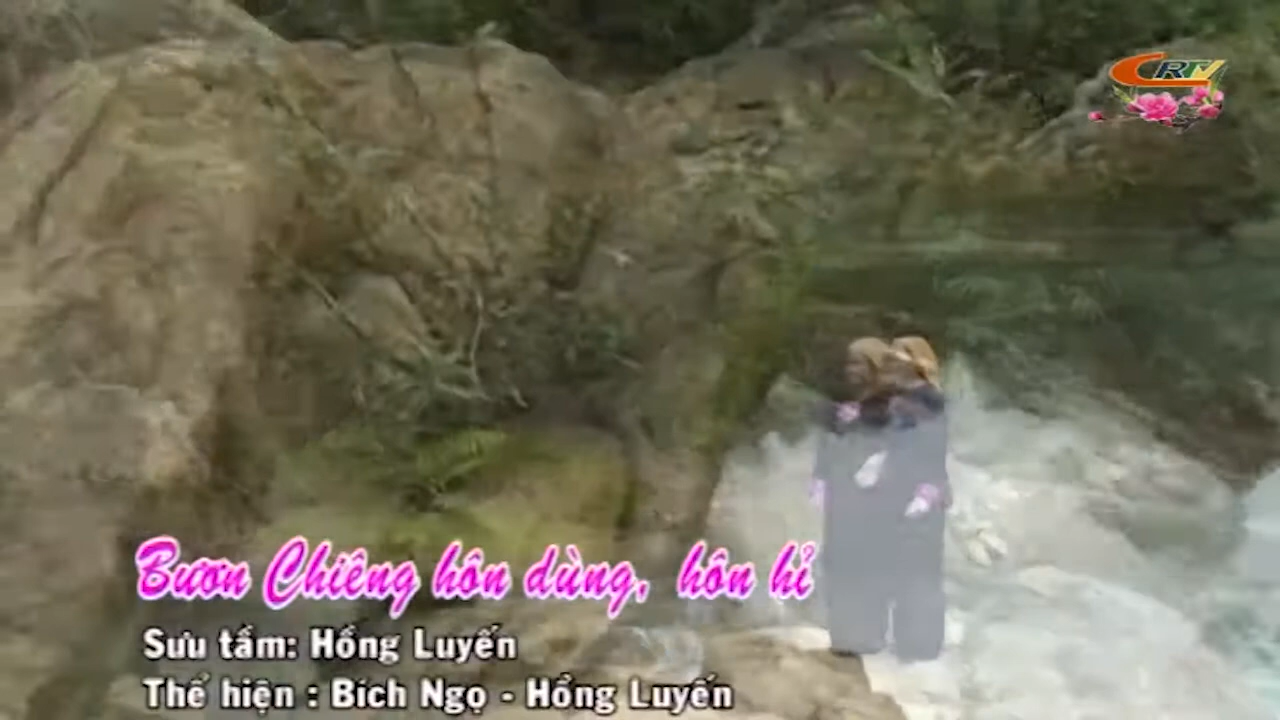 CRTV
Bươn Chiêng hôn dùng, hôn hỉ
Sưu tầm: Hồng Luyến
Thể hiện : Bích Ngọ - Hồng Luyến